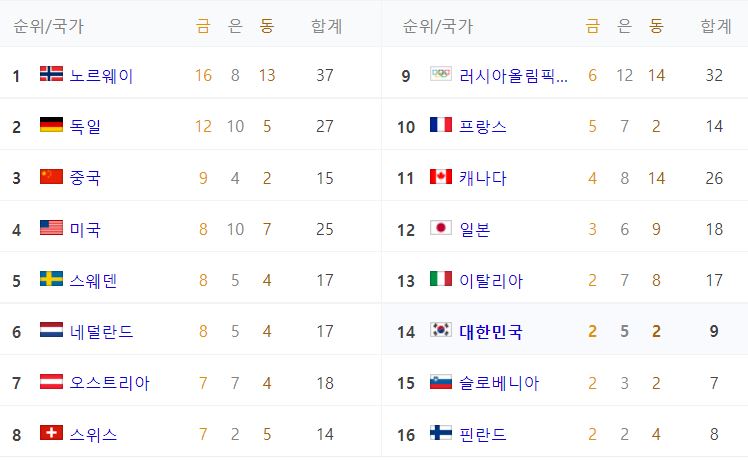 순위/국가 금 은 동 합계
1 노르웨이 16 8 13 37
2 독일 12 10 5 27
3 중국 9 4 2 15
4 미국 8 10 7 25
5 스웨덴 8 5 4 17
6 네덜란드 8 5 4 17
7 오스트리아 7 7 4 18
8 스위스 7 2 5 14
순위/국가 금 은 동 합계
9 러시아올림픽... 6 12 14 32
10 프랑스 5 7 2 14
11 캐나다 4 8 14 26
12 일본 3 6 9 18
13 이탈리아 2 7 8 17
14 대한민국 2 5 2 9
15 슬로베니아 2 3 2 7
16 핀란드 2 2 4 8